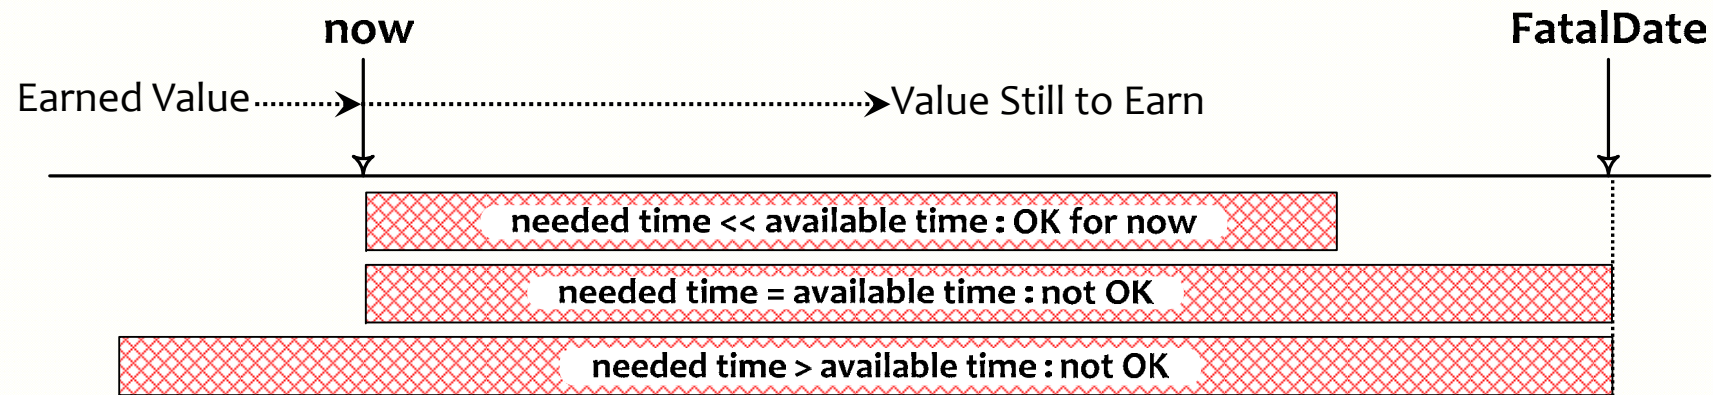 now FatalDate
Earned Value Value Still to Earn
needed time << available time : OK for now
needed time = available time : not OK
needed time > available time : not OK